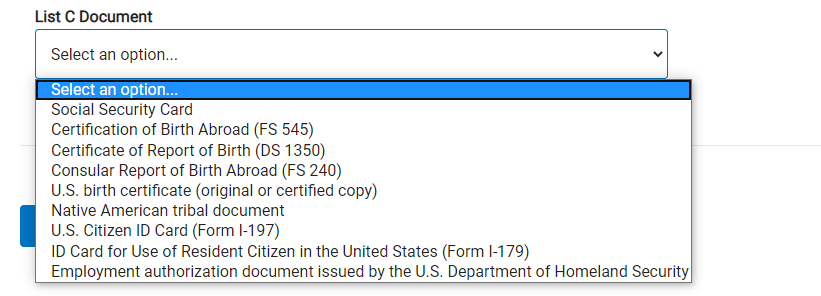 List C Document
Select an option...
Select an option...
Social Security Card
Certification of Birth Abroad (FS 545)
Certificate of Report of Birth (DS 1350)
Consular Report of Birth Abroad (FS 240)
U.S. birth certificate (original or certified copy)
Native American tribal document
U.S. Citizen ID Card (Form I-197)
ID Card for Use of Resident Citizen in the United States (Form I-179)
Employment authorization document issued by the U.S. Department of Homeland Security